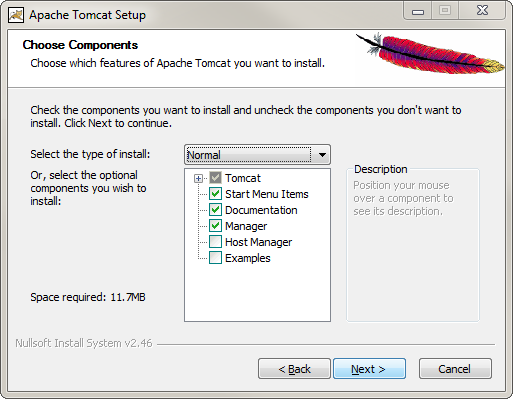 Apache Tomcat Setup
Choose Components
Choose which features of Apache Tomcat you want to install.
Check the components you want to install and uncheck the components you don't want to
install. Click Next to continue.
Select the type of install:
Normal
Or, select the optional
components you wish to
install:
Tomcat
Start Menu Items
Documentation
Manager
Host Manager
Examples
Description
Position your mouse
over a component to
see its description.
Space required: 11.7MB
Nullsoft Install System v2.46
< Back
Next >
Cancel